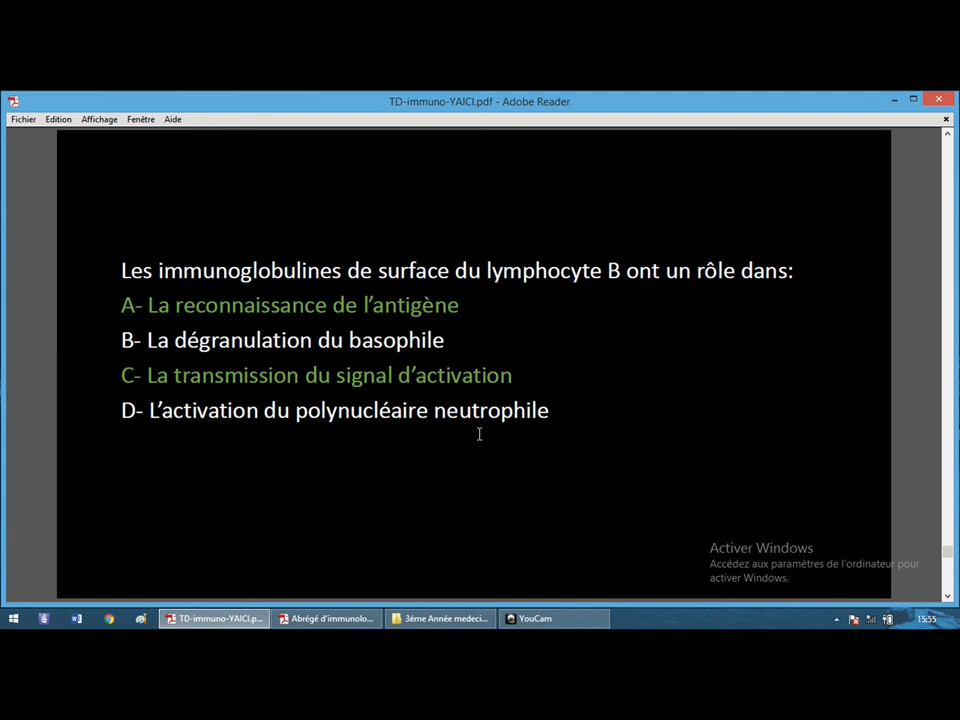 TD-immuno-YAICI.pdf - Adobe Reader
Fichier Edition Affichage Fenêtre Aide
Les immunoglobulines de surface du lymphocyte B ont un rôle dans:
A- La reconnaissance de l’antigène
B- La dégranulation du basophile
C- La transmission du signal d’activation
D- L’activation du polynucléaire neutrophile
Activer Windows
Accédez aux paramètres de l'ordinateur pour
activer Windows.
TD-immuno-YAICI.p... Abrégé d'immunolo... 3éme Année medeci... YouCam 15:55